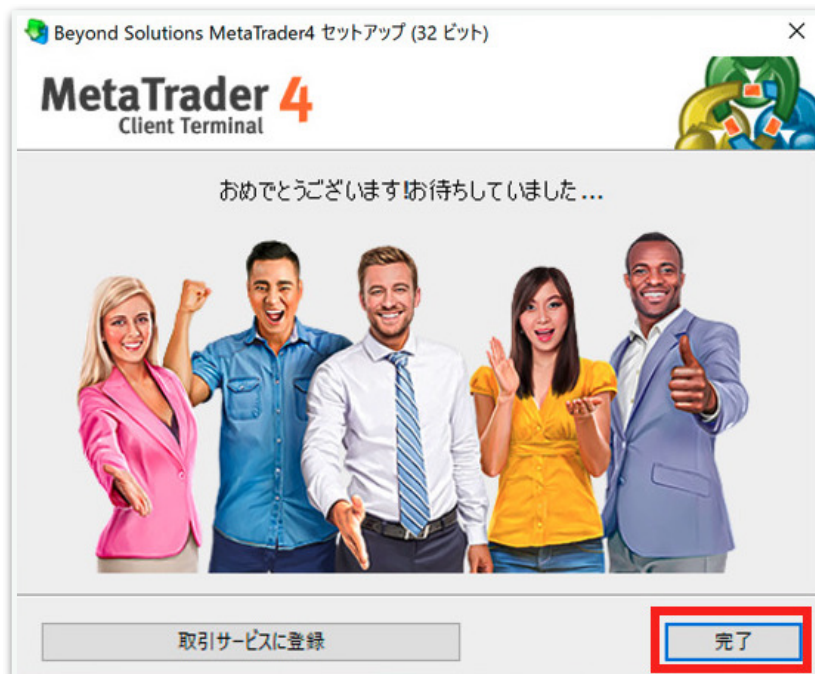 Beyond Solutions MetaTrader4 セットアップ (32 ビット)
MetaTrader 4
Client Terminal
おめでとうございます!お待ちしていました...
取引サービスに登録
完了